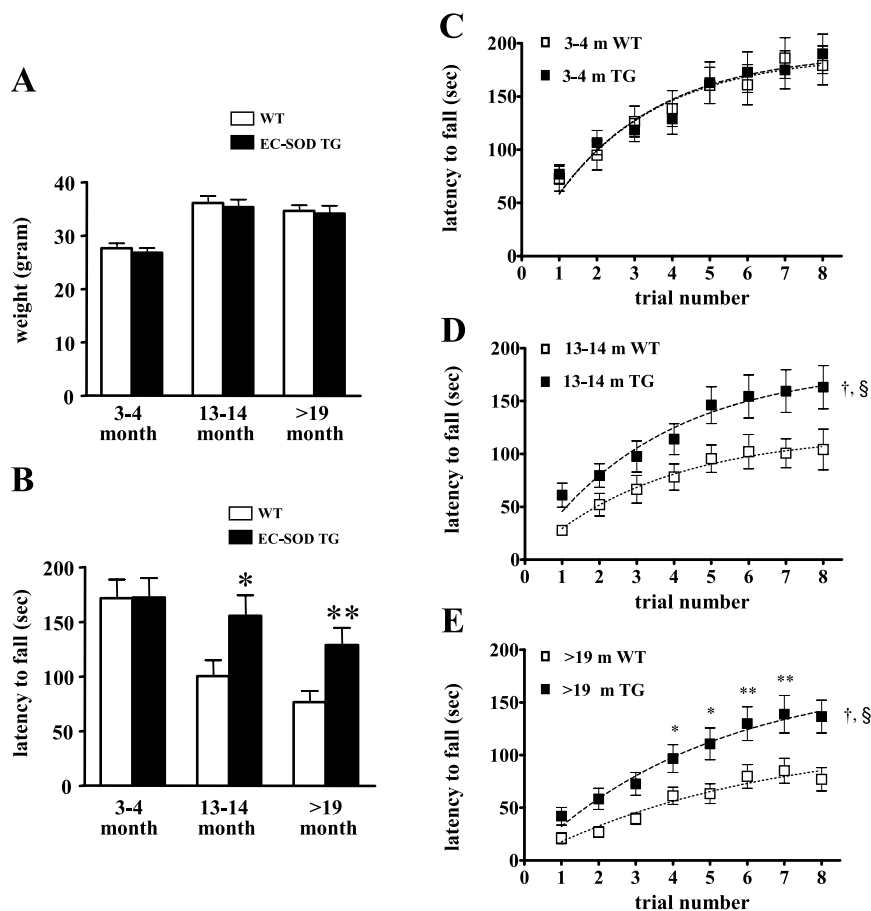 A
WT
EC-SOD TG
weight (gram)
40
30
20
10
0
3-4 13-14 >19
month month month
B
WT
EC-SOD TG
latency to fall (sec)
200
150
100
50
0
* **
3-4 13-14 >19
month month month
C
3-4 m WT
3-4 m TG
latency to fall (sec)
200
150
100
50
0
0 1 2 3 4 5 6 7 8
trial number
D
13-14 m WT
13-14 m TG
latency to fall (sec)
200
150
100
50
0
†, §
0 1 2 3 4 5 6 7 8
trial number
E
>19 m WT
>19 m TG
latency to fall (sec)
200
150
100
50
0
* * ** **
†, §
0 1 2 3 4 5 6 7 8
trial number